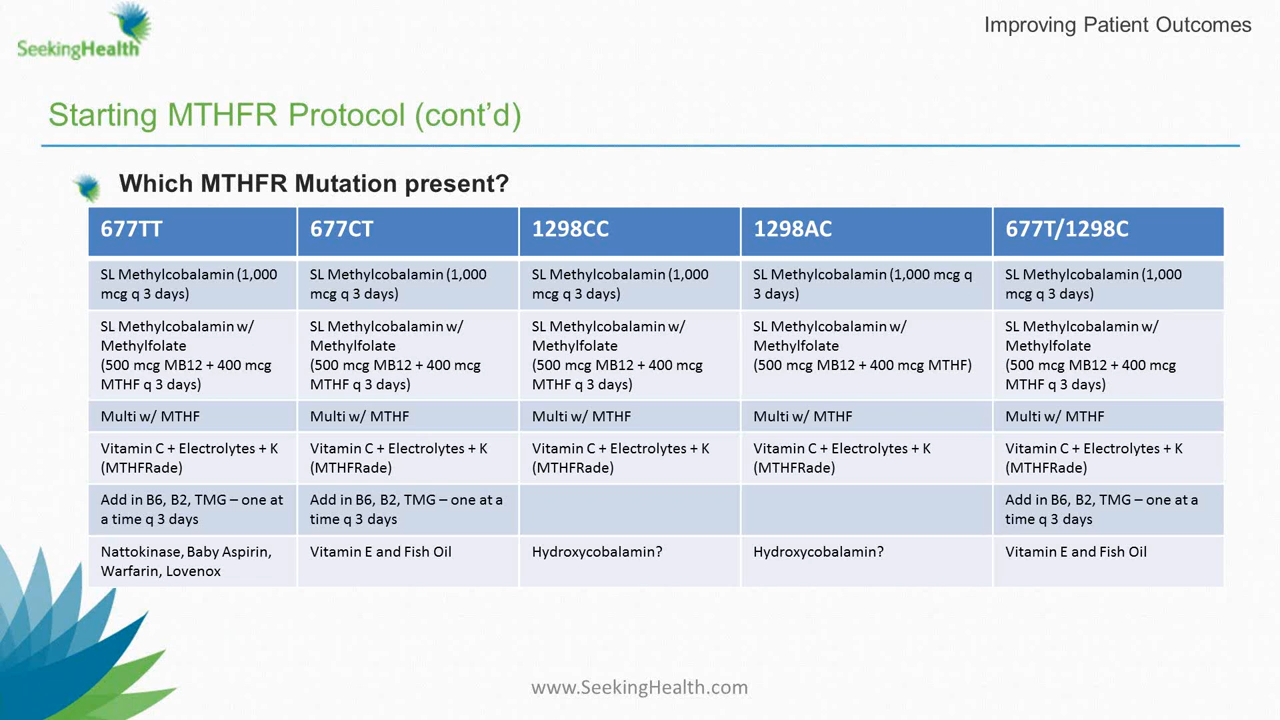 SeekingHealth
Improving Patient Outcomes
Starting MTHFR Protocol (cont’d)
Which MTHFR Mutation present?
677TT
677CT
1298CC
1298AC
677T/1298C
SL Methylcobalamin (1,000
mcg q 3 days)
SL Methylcobalamin (1,000
mcg q 3 days)
SL Methylcobalamin (1,000
mcg q 3 days)
SL Methylcobalamin (1,000 mcg q
3 days)
SL Methylcobalamin (1,000
mcg q 3 days)
SL Methylcobalamin w/
Methylfolate
(500 mcg MB12 + 400 mcg
MTHF q 3 days)
SL Methylcobalamin w/
Methylfolate
(500 mcg MB12 + 400 mcg
MTHF q 3 days)
SL Methylcobalamin w/
Methylfolate
(500 mcg MB12 + 400 mcg
MTHF q 3 days)
SL Methylcobalamin w/
Methylfolate
(500 mcg MB12 + 400 mcg MTHF)
SL Methylcobalamin w/
Methylfolate
(500 mcg MB12 + 400 mcg
MTHF q 3 days)
Multi w/ MTHF
Multi w/ MTHF
Multi w/ MTHF
Multi w/ MTHF
Multi w/ MTHF
Vitamin C + Electrolytes + K
(MTHFRade)
Vitamin C + Electrolytes + K
(MTHFRade)
Vitamin C + Electrolytes + K
(MTHFRade)
Vitamin C + Electrolytes + K
(MTHFRade)
Vitamin C + Electrolytes + K
(MTHFRade)
Add in B6, B2, TMG – one at
a time q 3 days
Add in B6, B2, TMG – one at a
time q 3 days
Add in B6, B2, TMG – one at a
time q 3 days
Nattokinase, Baby Aspirin,
Warfarin, Lovenox
Vitamin E and Fish Oil
Hydroxycobalamin?
Hydroxycobalamin?
Vitamin E and Fish Oil
www.SeekingHealth.com